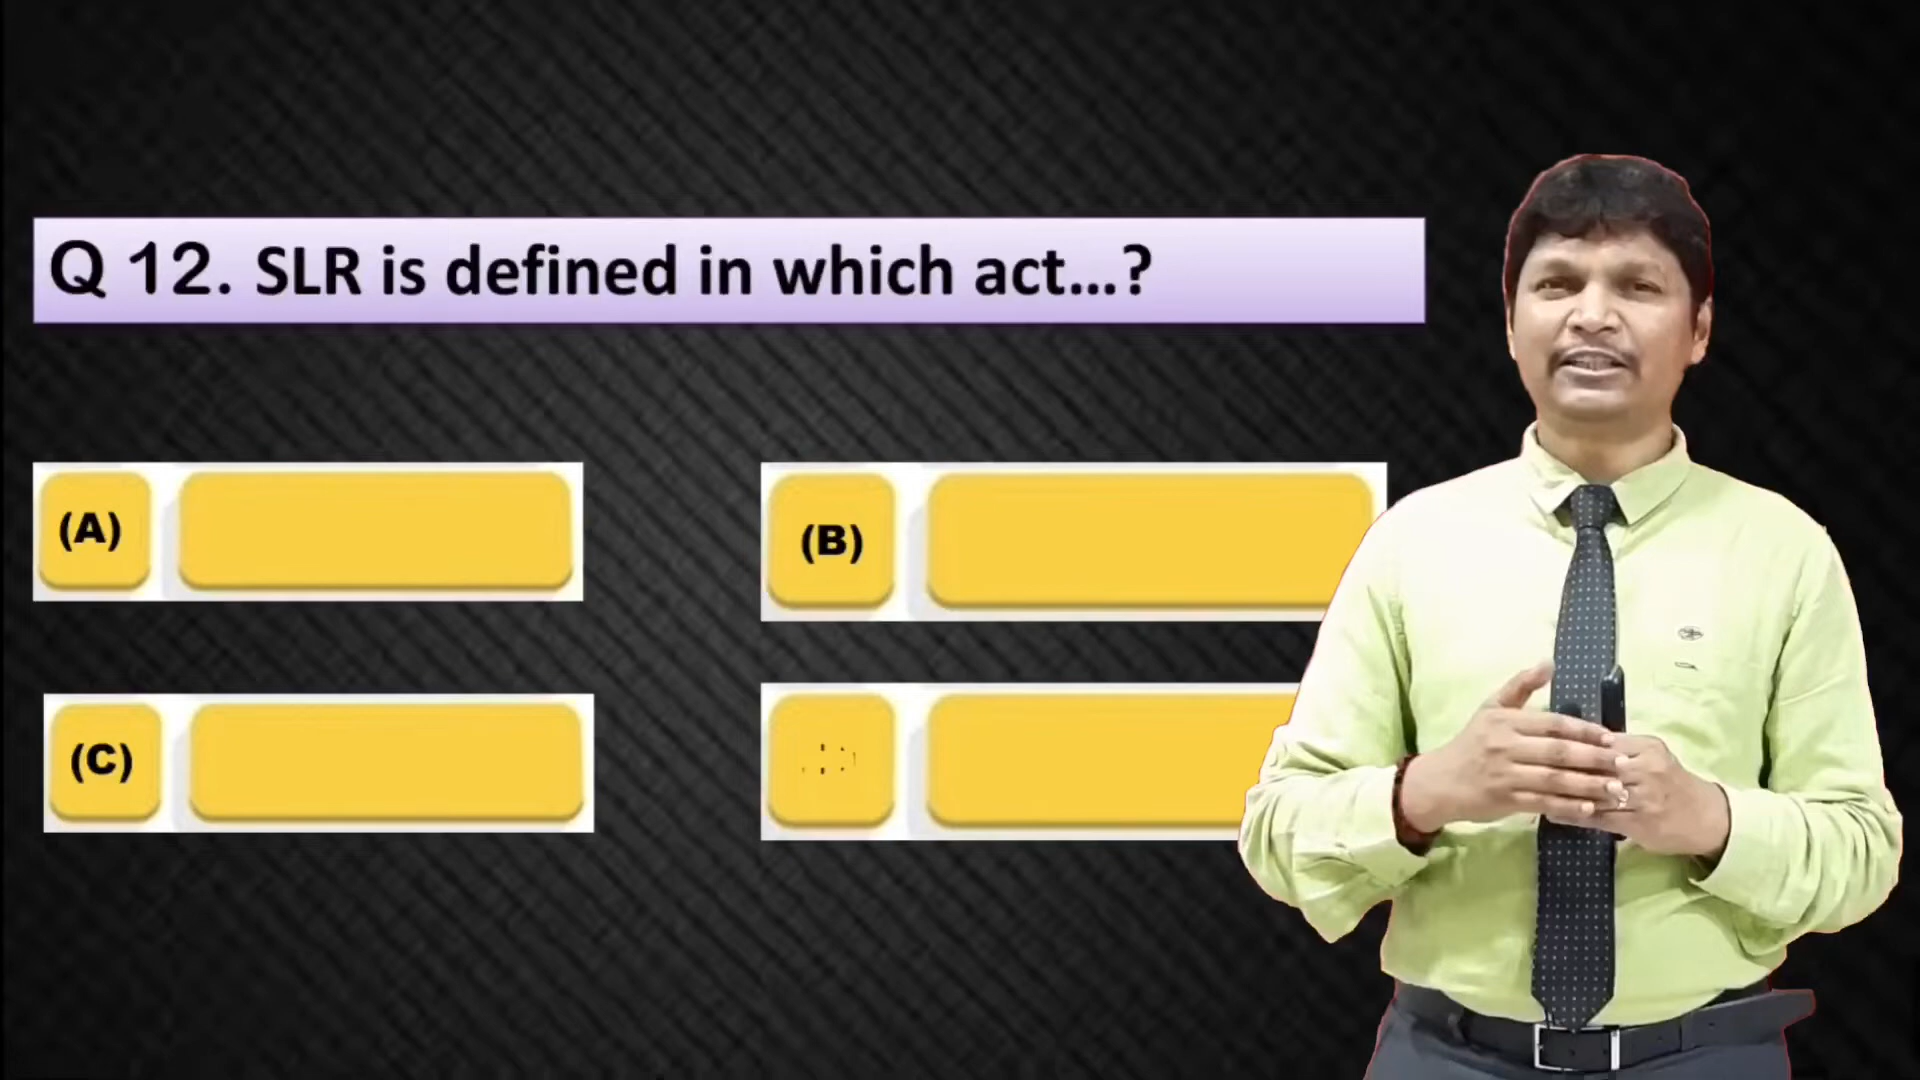 Q 12. SLR is defined in which act...?
(A)
(B)
(C)